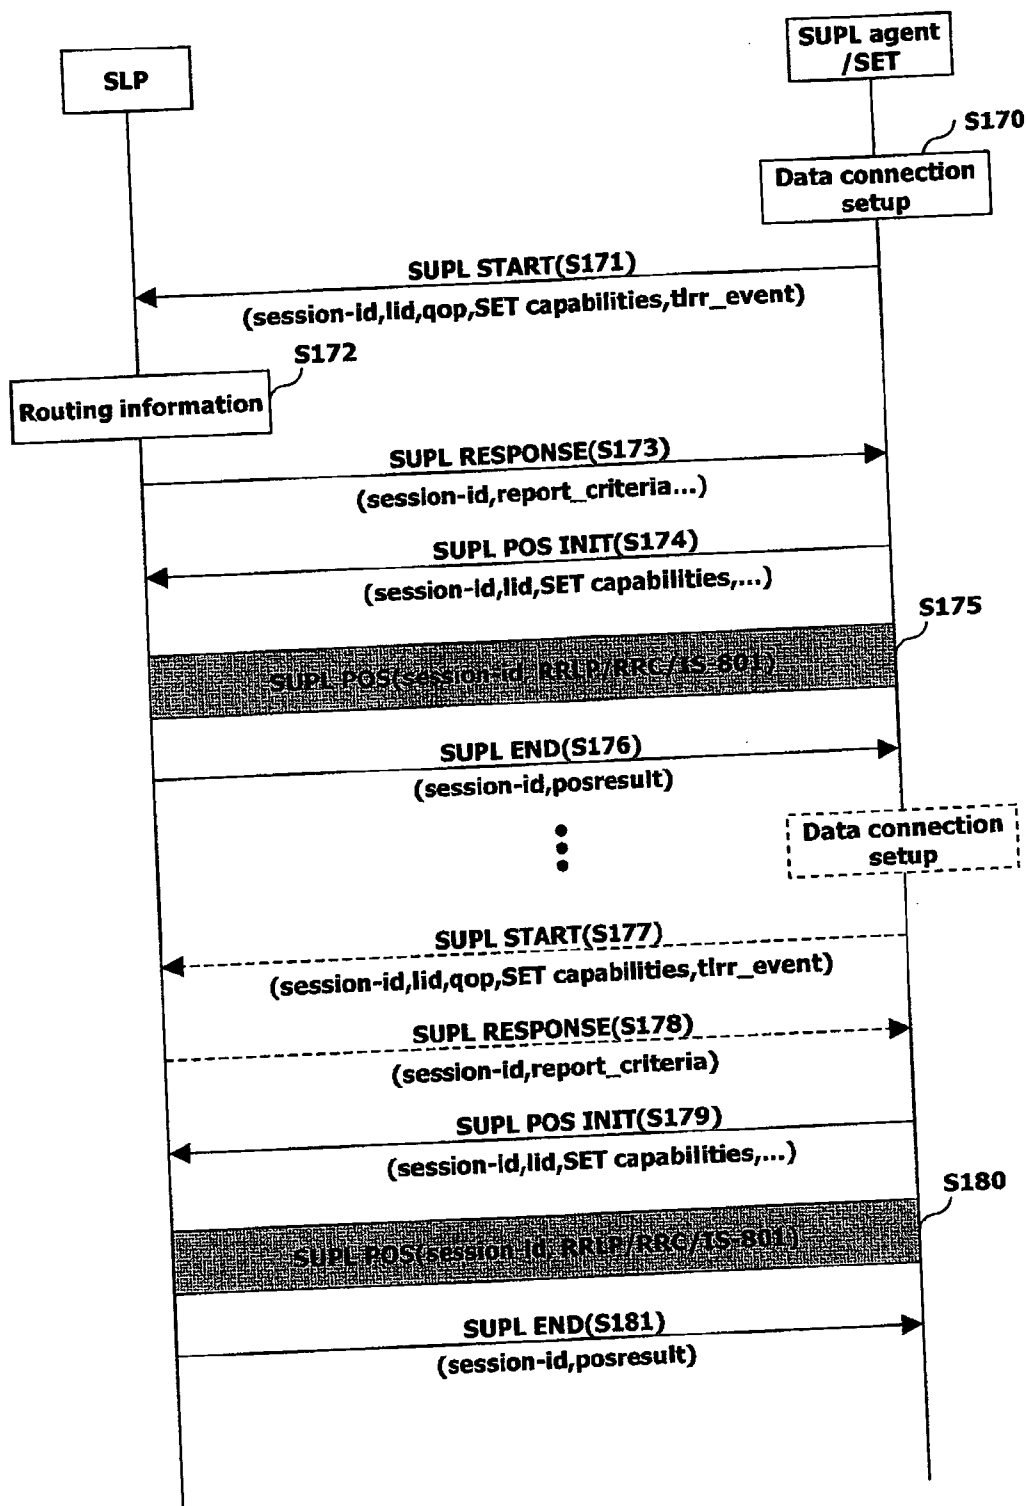 SLP
SUPL agent
/SET
S170
Data connection
setup
SUPL START(S171)
(session-id,lid,qop,SET capabilities,tlrr_event)
S172
Routing information
SUPL RESPONSE(S173)
(session-id,report_criteria...)
SUPL POS INIT(S174)
(session-id,lid,SET capabilities,...)
S175
SUPL POS(session-id, RRLP/RRC/IS-801)
SUPL END(S176)
(session-id,posresult)
Data connection
setup
SUPL START(S177)
(session-id,lid,qop,SET capabilities,tlrr_event)
SUPL RESPONSE(S178)
(session-id,report_criteria)
SUPL POS INIT(S179)
(session-id,lid,SET capabilities,...)
S180
SUPL POS(session-id, RRLP/RRC/IS-801)
SUPL END(S181)
(session-id,posresult)